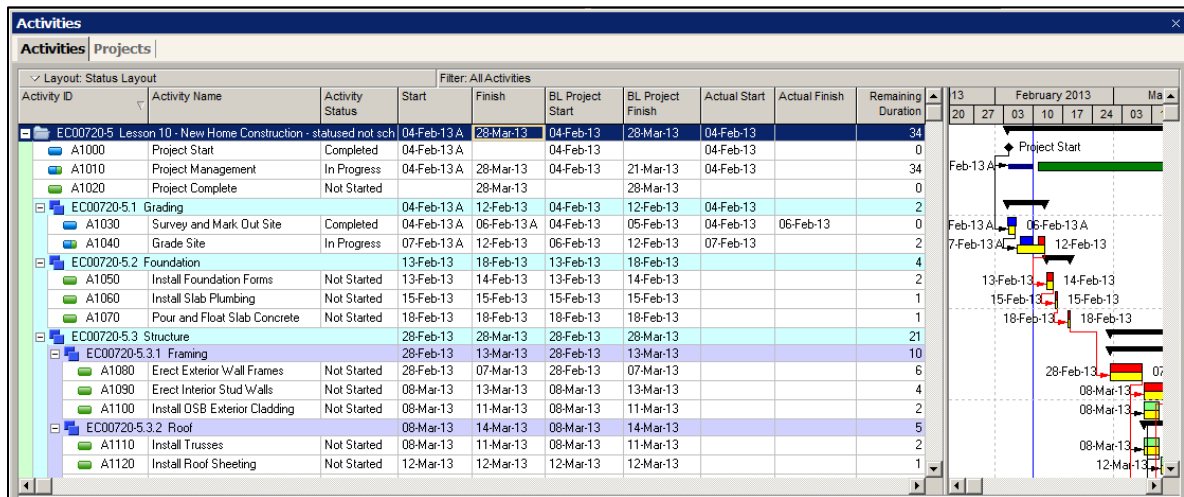 Activities
Activities Projects
Layout: Status Layout Filter: All Activities
Activity ID Activity Name Activity Status Start Finish BL Project Start BL Project Finish Actual Start Actual Finish Remaining Duration 13 February 2013 Ma
20 27 03 10 17 24 03
EC00720-5 Lesson 10 - New Home Construction - statused not sch 04-Feb-13 A 28-Mar-13 04-Feb-13 28-Mar-13 04-Feb-13 34
A1000 Project Start Completed 04-Feb-13 A 04-Feb-13 04-Feb-13 0 Project Start
A1010 Project Management In Progress 04-Feb-13 A 28-Mar-13 04-Feb-13 21-Mar-13 04-Feb-13 34 Feb-13 A
A1020 Project Complete Not Started 28-Mar-13 28-Mar-13 0
EC00720-5.1 Grading 04-Feb-13 A 12-Feb-13 04-Feb-13 12-Feb-13 04-Feb-13 2
A1030 Survey and Mark Out Site Completed 04-Feb-13 A 06-Feb-13 A 04-Feb-13 05-Feb-13 04-Feb-13 06-Feb-13 0 Feb-13 A 06-Feb-13 A
A1040 Grade Site In Progress 07-Feb-13 A 12-Feb-13 06-Feb-13 12-Feb-13 07-Feb-13 2 7-Feb-13 A 12-Feb-13
EC00720-5.2 Foundation 13-Feb-13 18-Feb-13 13-Feb-13 18-Feb-13 4
A1050 Install Foundation Forms Not Started 13-Feb-13 14-Feb-13 13-Feb-13 14-Feb-13 2 13-Feb-13 14-Feb-13
A1060 Install Slab Plumbing Not Started 15-Feb-13 15-Feb-13 15-Feb-13 15-Feb-13 1 15-Feb-13 15-Feb-13
A1070 Pour and Float Slab Concrete Not Started 18-Feb-13 18-Feb-13 18-Feb-13 18-Feb-13 1 18-Feb-13 18-Feb-13
EC00720-5.3 Structure 28-Feb-13 28-Mar-13 28-Feb-13 28-Mar-13 21
EC00720-5.3.1 Framing 28-Feb-13 13-Mar-13 28-Feb-13 13-Mar-13 10
A1080 Erect Exterior Wall Frames Not Started 28-Feb-13 07-Mar-13 28-Feb-13 07-Mar-13 6 28-Feb-13 07
A1090 Erect Interior Stud Walls Not Started 08-Mar-13 13-Mar-13 08-Mar-13 13-Mar-13 4 08-Mar-13
A1100 Install OSB Exterior Cladding Not Started 08-Mar-13 11-Mar-13 08-Mar-13 11-Mar-13 2 08-Mar-13
EC00720-5.3.2 Roof 08-Mar-13 14-Mar-13 08-Mar-13 14-Mar-13 5
A1110 Install Trusses Not Started 08-Mar-13 11-Mar-13 08-Mar-13 11-Mar-13 2 08-Mar-13
A1120 Install Roof Sheeting Not Started 12-Mar-13 12-Mar-13 12-Mar-13 12-Mar-13 1 12-Mar-13